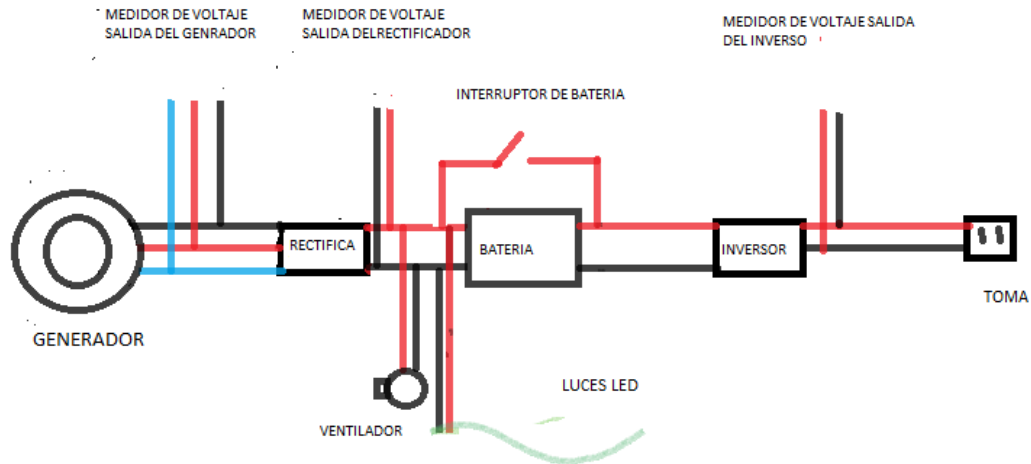 MEDIDOR DE VOLTAJE
SALIDA DEL GENRADOR
MEDIDOR DE VOLTAJE
SALIDA DELRECTIFICADOR
MEDIDOR DE VOLTAJE SALIDA
DEL INVERSO
INTERRUPTOR DE BATERIA
RECTIFICA
BATERIA
INVERSOR
TOMA
GENERADOR
LUCES LED
VENTILADOR